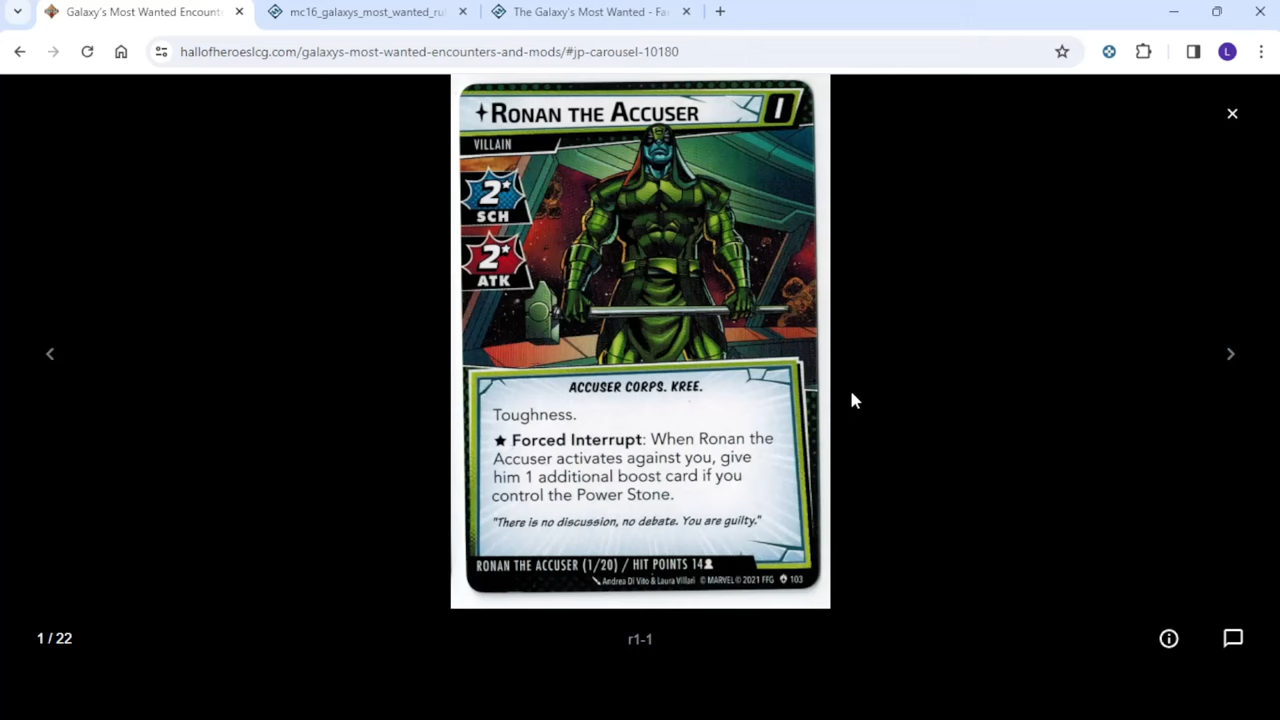 Galaxy's Most Wanted Encount
mc16_galaxys_most_wanted_ru
The Galaxy's Most Wanted - Fa
hallofheroeslcg.com/galaxys-most-wanted-encounters-and-mods/#jp-carousel-10180
L
RONAN THE ACCUSER
I
VILLAIN
2
SCH
2
ATK
ACCUSER CORPS. KREE.
Toughness.
★ Forced Interrupt: When Ronan the
Accuser activates against you, give
him 1 additional boost card if you
control the Power Stone.
"There is no discussion, no debate. You are guilty."
RONAN THE ACCUSER (1/20) / HIT POINTS 14
Andrea Di Vito & Laura Villari © MARVEL © 2021 FFG 103
1 / 22
r1-1